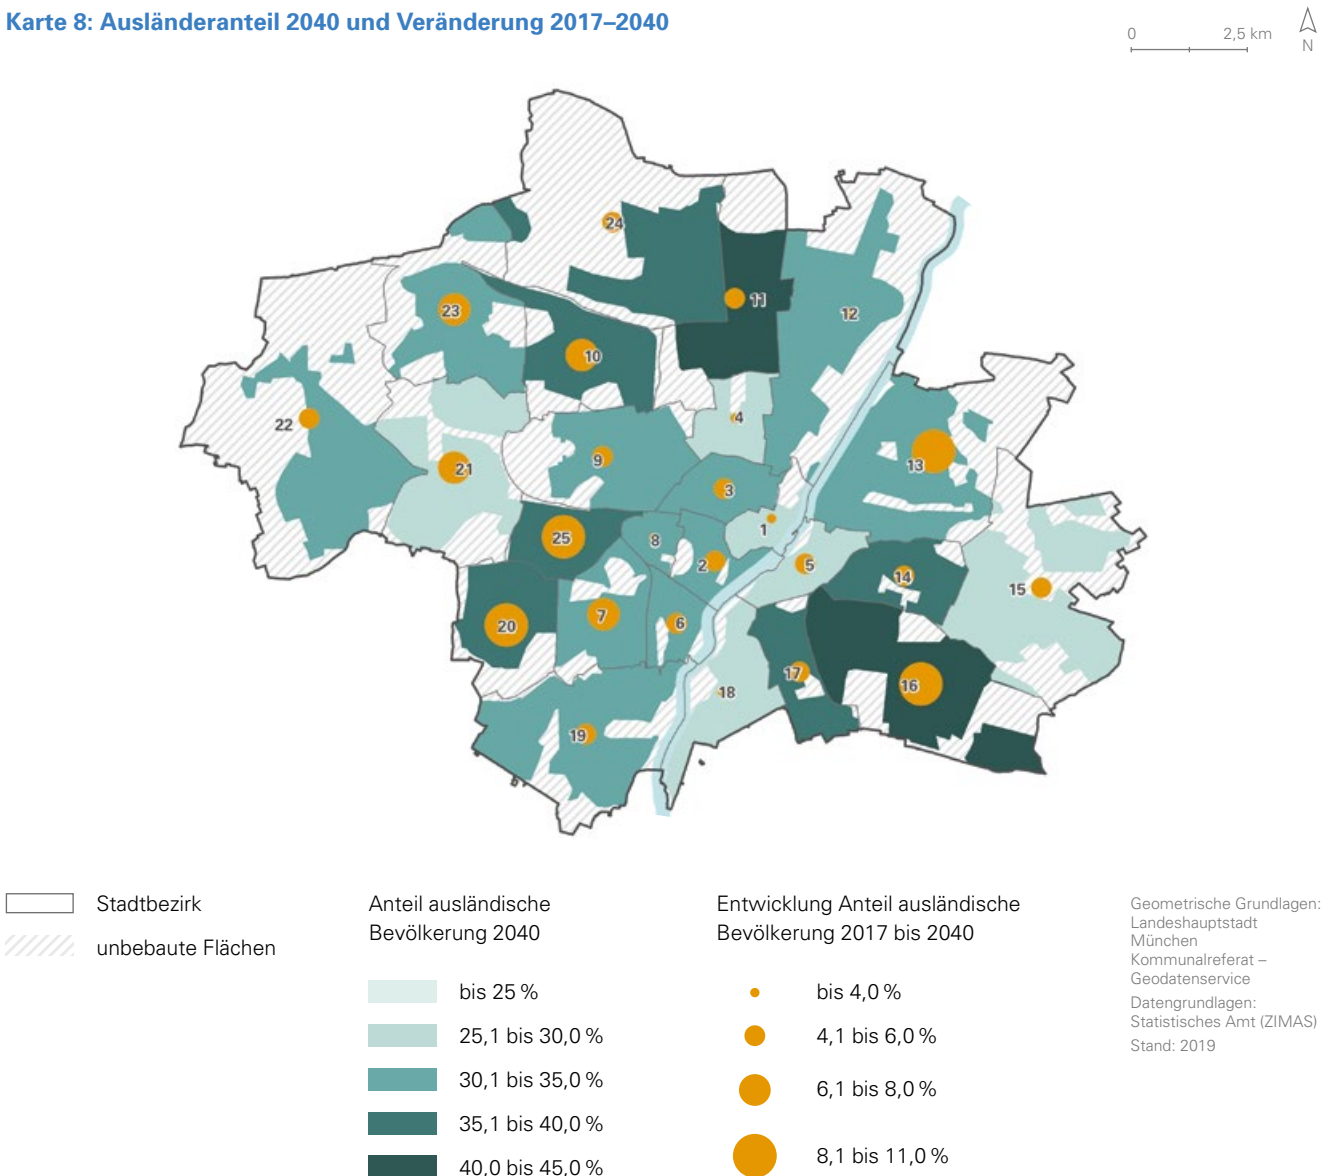 Karte 8: Ausländeranteil 2040 und Veränderung 2017–2040
0 2,5 km
N
24
11
12
23
10
22
4
21
9
13
3
1
25
8
2
5
14
15
20
7
6
17
16
18
19
Stadtbezirk
unbebaute Flächen
Anteil ausländische
Bevölkerung 2040
bis 25 %
25,1 bis 30,0 %
30,1 bis 35,0 %
35,1 bis 40,0 %
40,0 bis 45,0 %
Entwicklung Anteil ausländische
Bevölkerung 2017 bis 2040
bis 4,0 %
4,1 bis 6,0 %
6,1 bis 8,0 %
8,1 bis 11,0 %
Geometrische Grundlagen:
Landeshauptstadt
München
Kommunalreferat –
Geodatenservice
Datengrundlagen:
Statistisches Amt (ZIMAS)
Stand: 2019